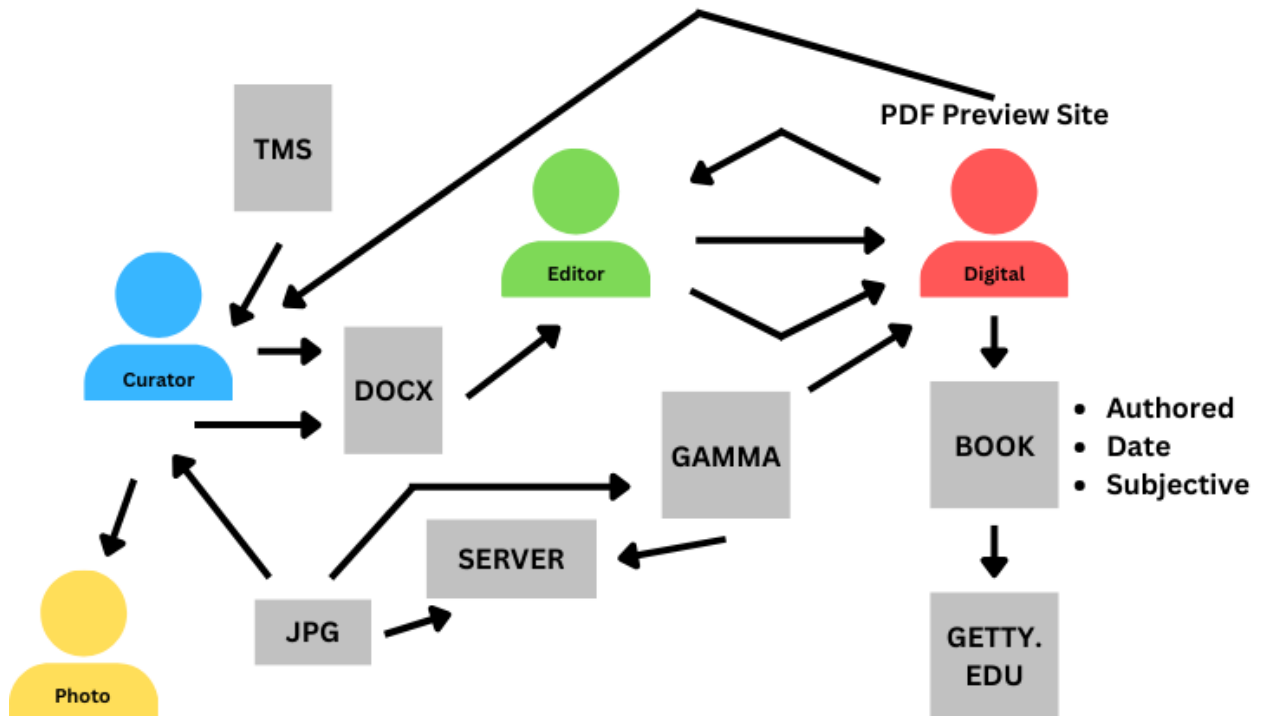 PDF Preview Site
TMS
Editor
Digital
Curator
DOCX
GAMMA
BOOK
Authored
Date
Subjective
SERVER
JPG
GETTY.
EDU
Photo